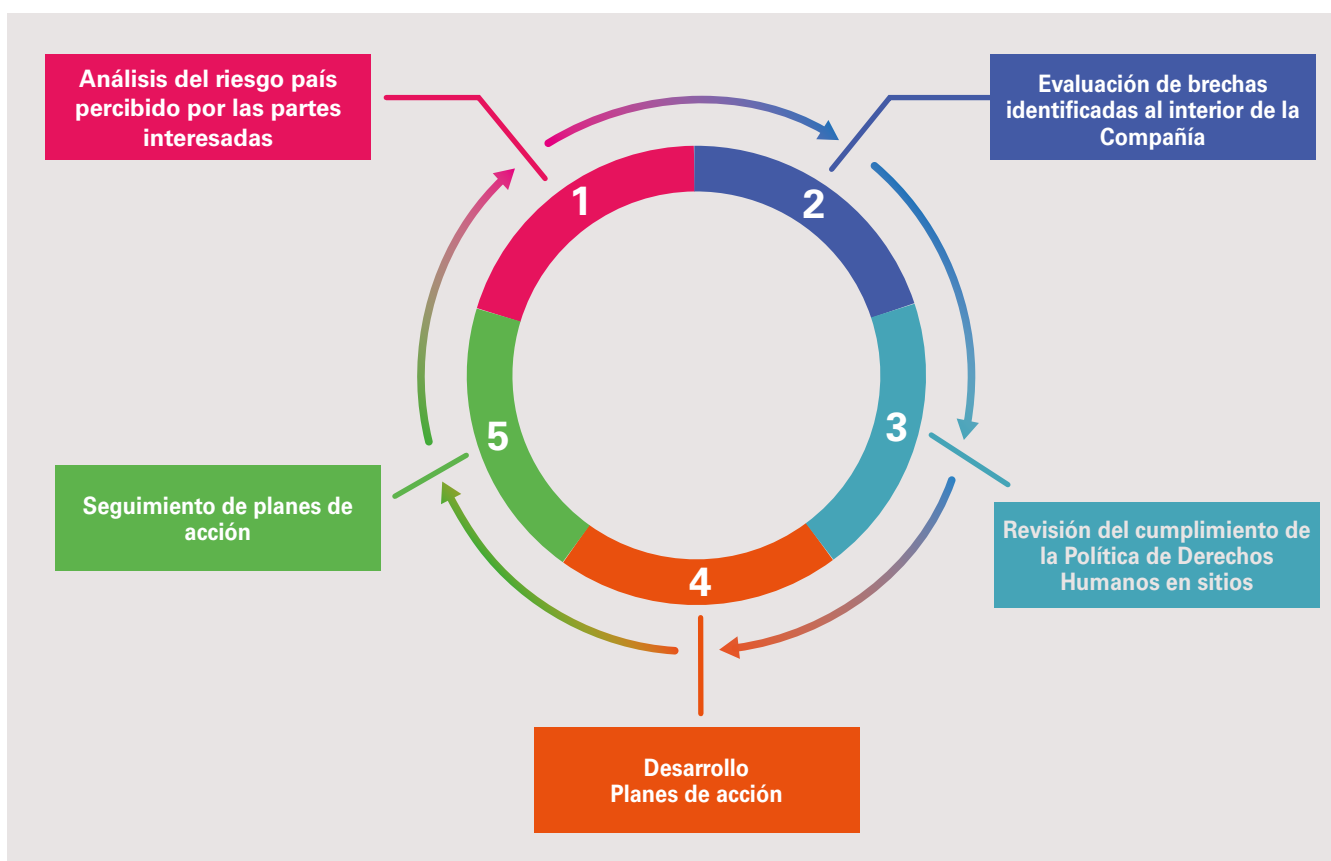 Análisis del riesgo país
percibido por las partes
interesadas
1
Evaluación de brechas
identificadas al interior de la
Compañía
2
Revisión del cumplimiento de
la Política de Derechos
Humanos en sitios
3
Desarrollo
Planes de acción
4
Seguimiento de planes de
acción
5